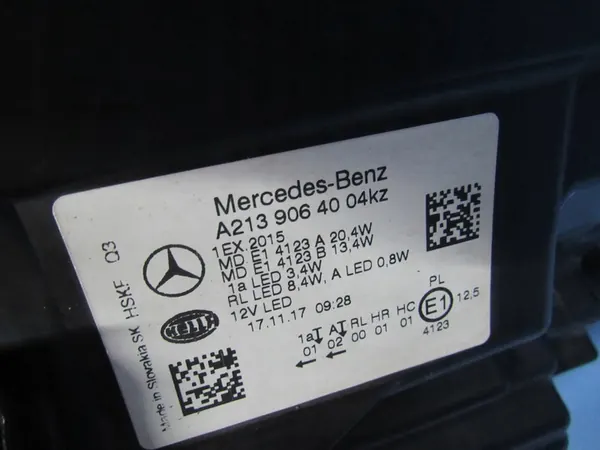 Mercedes-Benz
A213 906 40 04kz
1EX 2015
MD E1 4123 A 20,4W
MD E1 4123 B 13,4W
1a LED 3,4W
RL LED 8,4W, A LED 0,8W
12V LED
17.11.17 09:28
HELLA
1a AT RL HR HC
01 02 00 01 01
PL
E1
12,5
4123
Made in Slovakia SK HSKF Q3